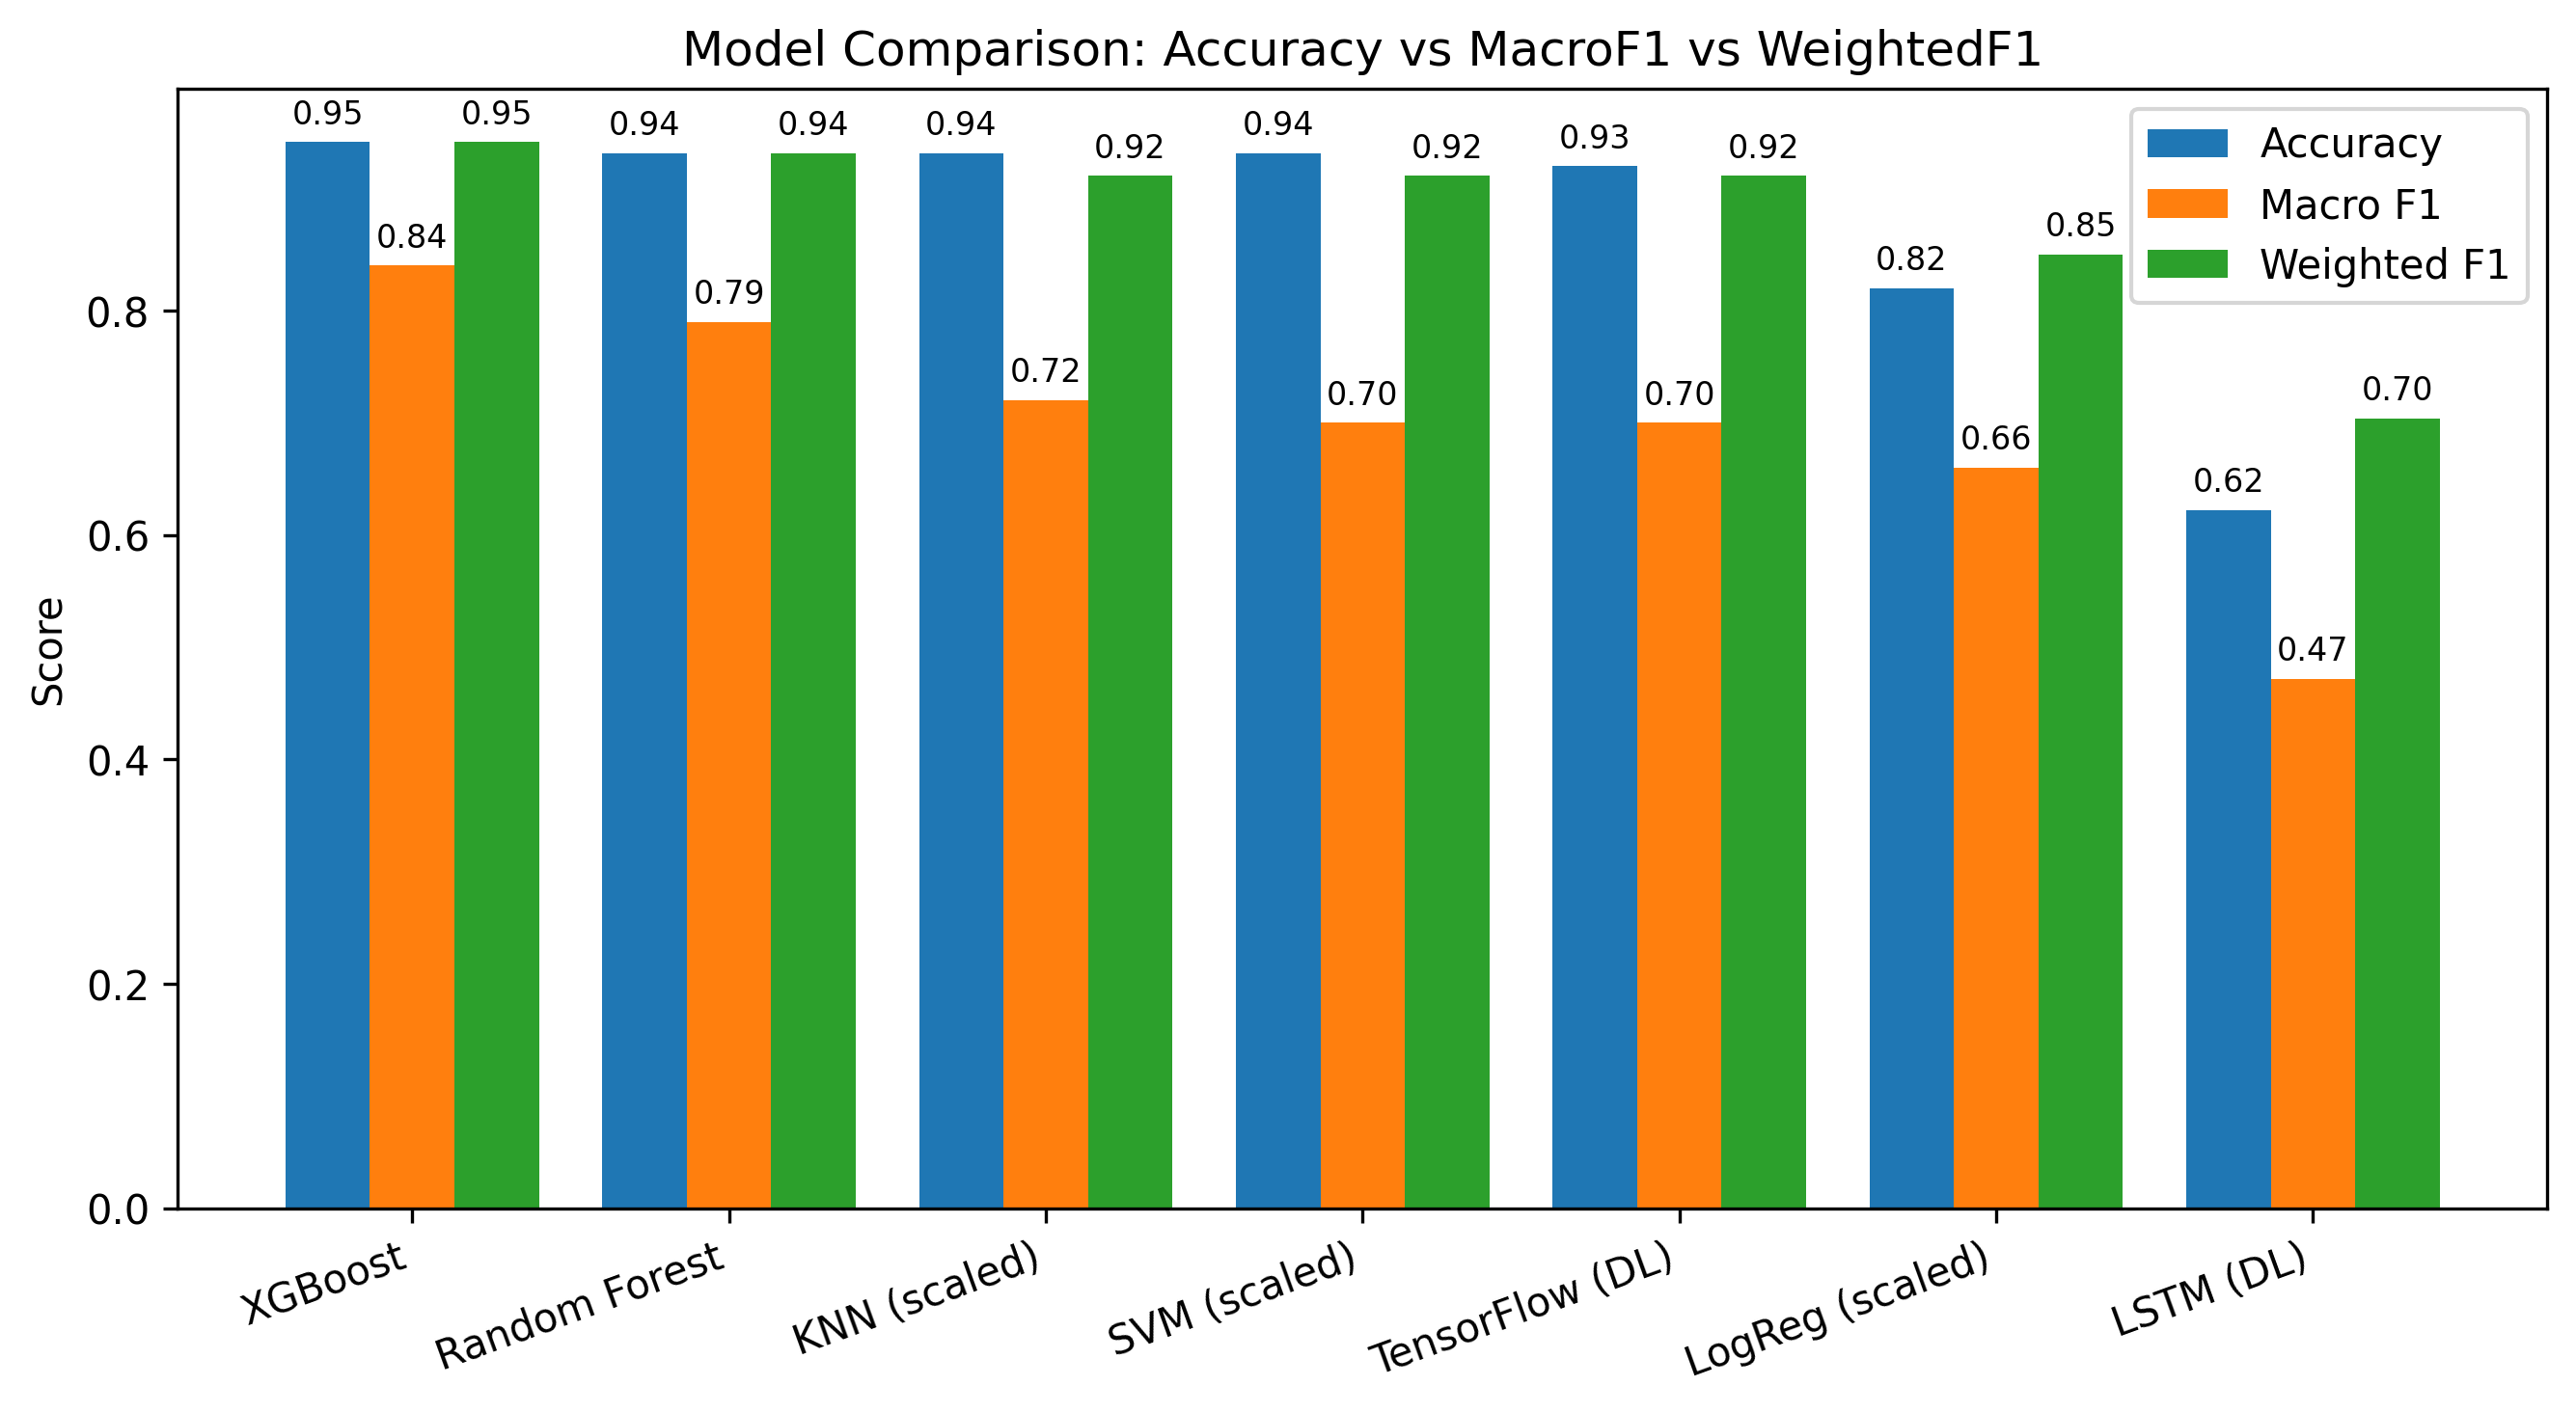 Model Comparison: Accuracy vs MacroF1 vs WeightedF1
Accuracy
Macro F1
Weighted F1
0.95 0.84 0.95
0.94 0.79 0.94
0.94 0.72 0.92
0.94 0.70 0.92
0.93 0.70 0.92
0.82 0.66 0.85
0.62 0.47 0.70
Score
0.8
0.6
0.4
0.2
0.0
XGBoost
Random Forest
KNN (scaled)
SVM (scaled)
TensorFlow (DL)
LogReg (scaled)
LSTM (DL)